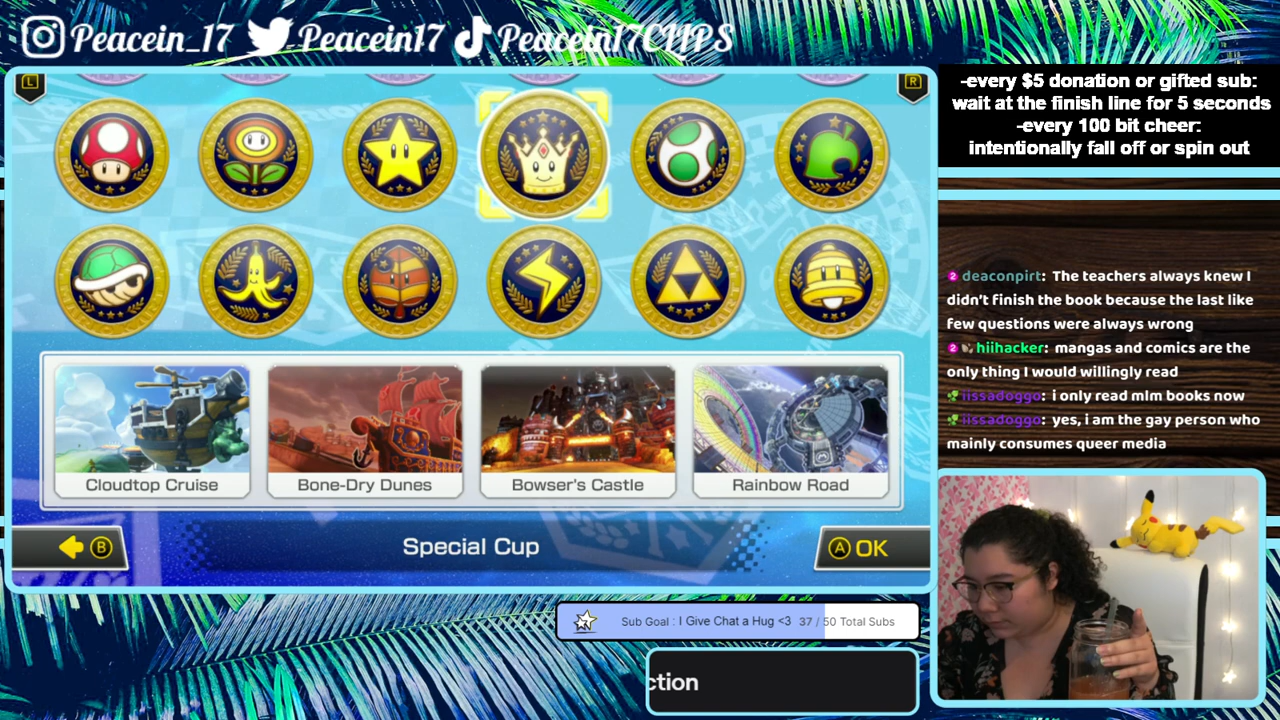 Peacein_17 Peacein17 Peacein17CLIPS
L
R
-every $5 donation or gifted sub:
wait at the finish line for 5 seconds
-every 100 bit cheer:
intentionally fall off or spin out
deaconpirt: The teachers always knew I
didn't finish the book because the last like
few questions were always wrong
hiihacker: mangas and comics are the
only thing I would willingly read
iissadoggo: i only read mlm books now
iissadoggo: yes, i am the gay person who
mainly consumes queer media
Cloudtop Cruise
Bone-Dry Dunes
Bowser's Castle
Rainbow Road
B
Special Cup
A OK
Sub Goal : I Give Chat a Hug <3 37 / 50 Total Subs
ction